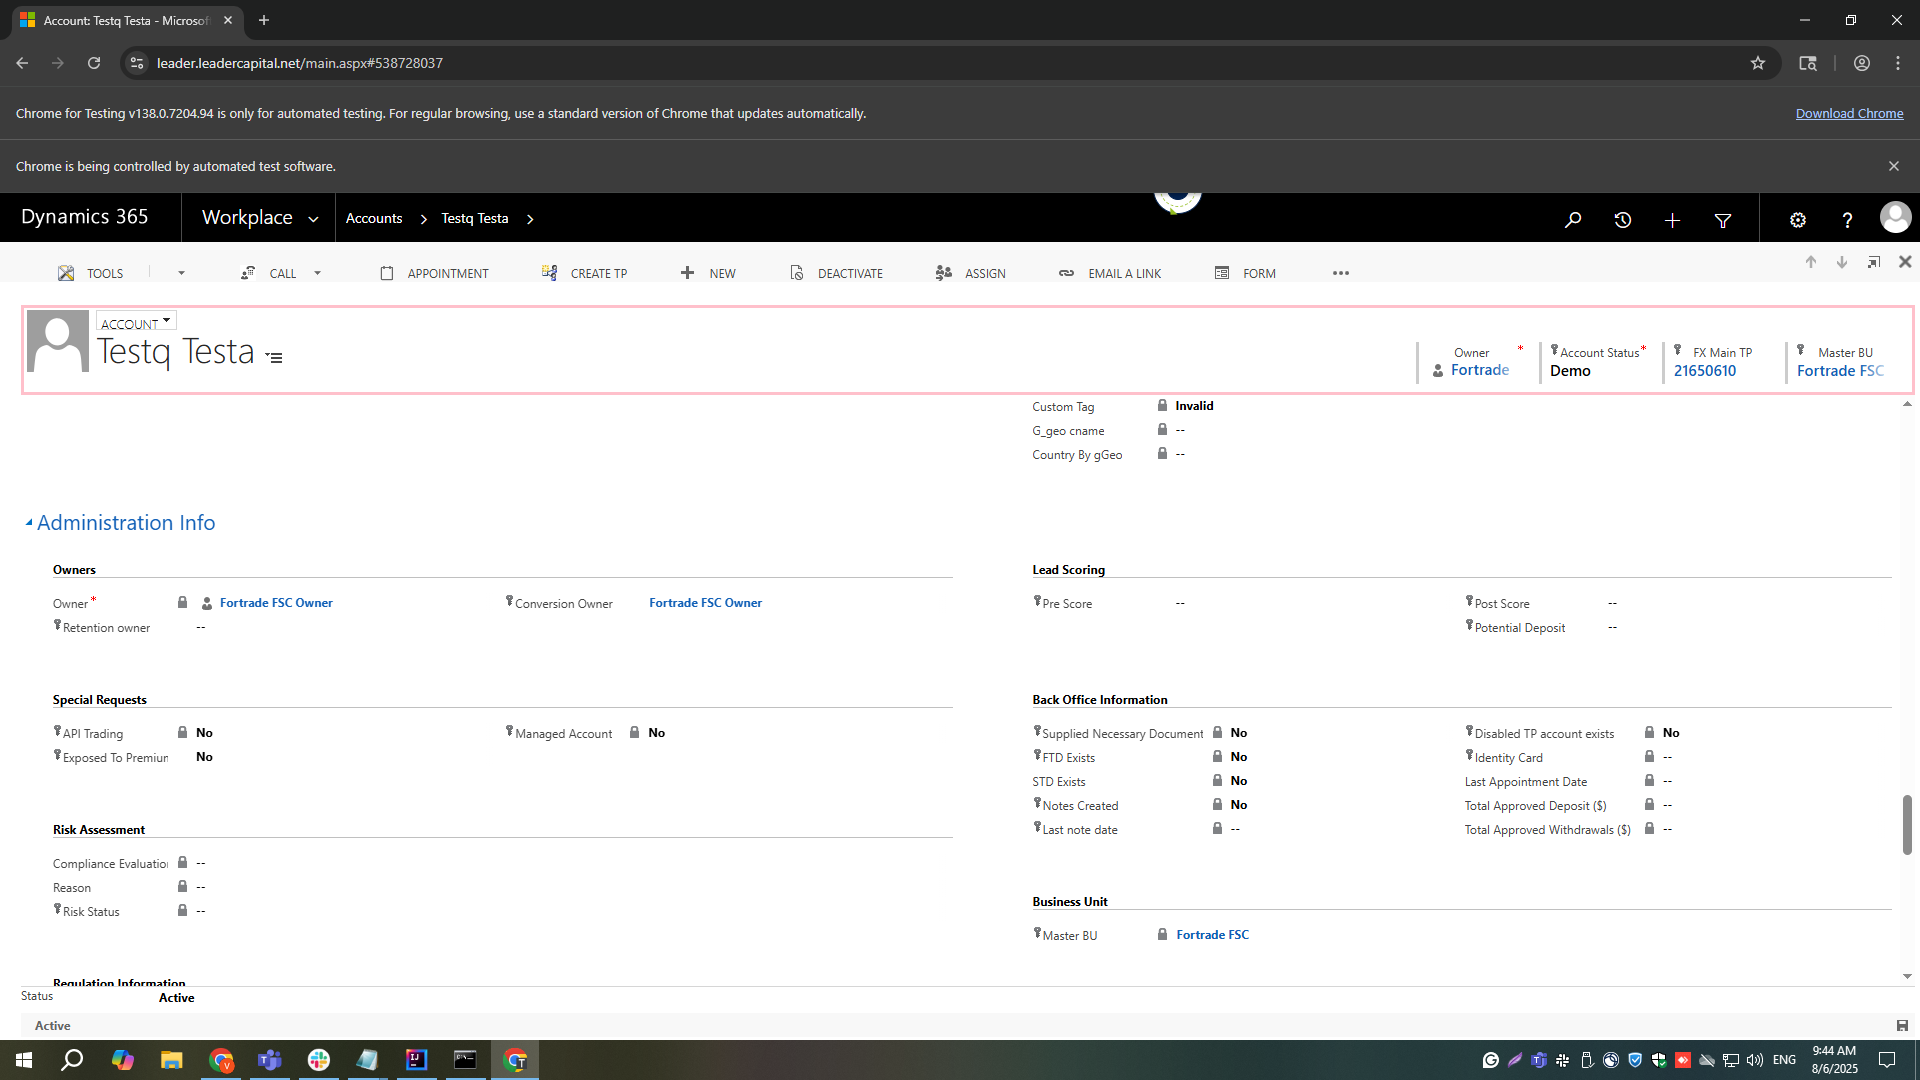 Account: Testq Testa - Microsof
leader.leadercapital.net/main.aspx#538728037
Chrome for Testing v138.0.7204.94 is only for automated testing. For regular browsing, use a standard version of Chrome that updates automatically.
Download Chrome
Chrome is being controlled by automated test software.
Dynamics 365
Workplace
Accounts
Testq Testa
TOOLS
CALL
APPOINTMENT
CREATE TP
NEW
DEACTIVATE
ASSIGN
EMAIL A LINK
FORM
ACCOUNT
Testq Testa
Owner *
Fortrade
Account Status *
Demo
FX Main TP
21650610
Master BU
Fortrade FSC
Custom Tag Invalid
G_geo cname --
Country By gGeo --
Administration Info
Owners
Owner * Fortrade FSC Owner
Conversion Owner Fortrade FSC Owner
Retention owner --
Lead Scoring
Pre Score --
Post Score --
Potential Deposit --
Special Requests
API Trading No
Managed Account No
Exposed To Premiun No
Back Office Information
Supplied Necessary Document No
Disabled TP account exists No
FTD Exists No
Identity Card --
STD Exists No
Last Appointment Date --
Notes Created No
Total Approved Deposit ($) --
Last note date --
Total Approved Withdrawals ($) --
Risk Assessment
Compliance Evaluatio --
Reason --
Risk Status --
Business Unit
Master BU Fortrade FSC
Regulation Information
Status Active
Active
ENG
9:44 AM
8/6/2025